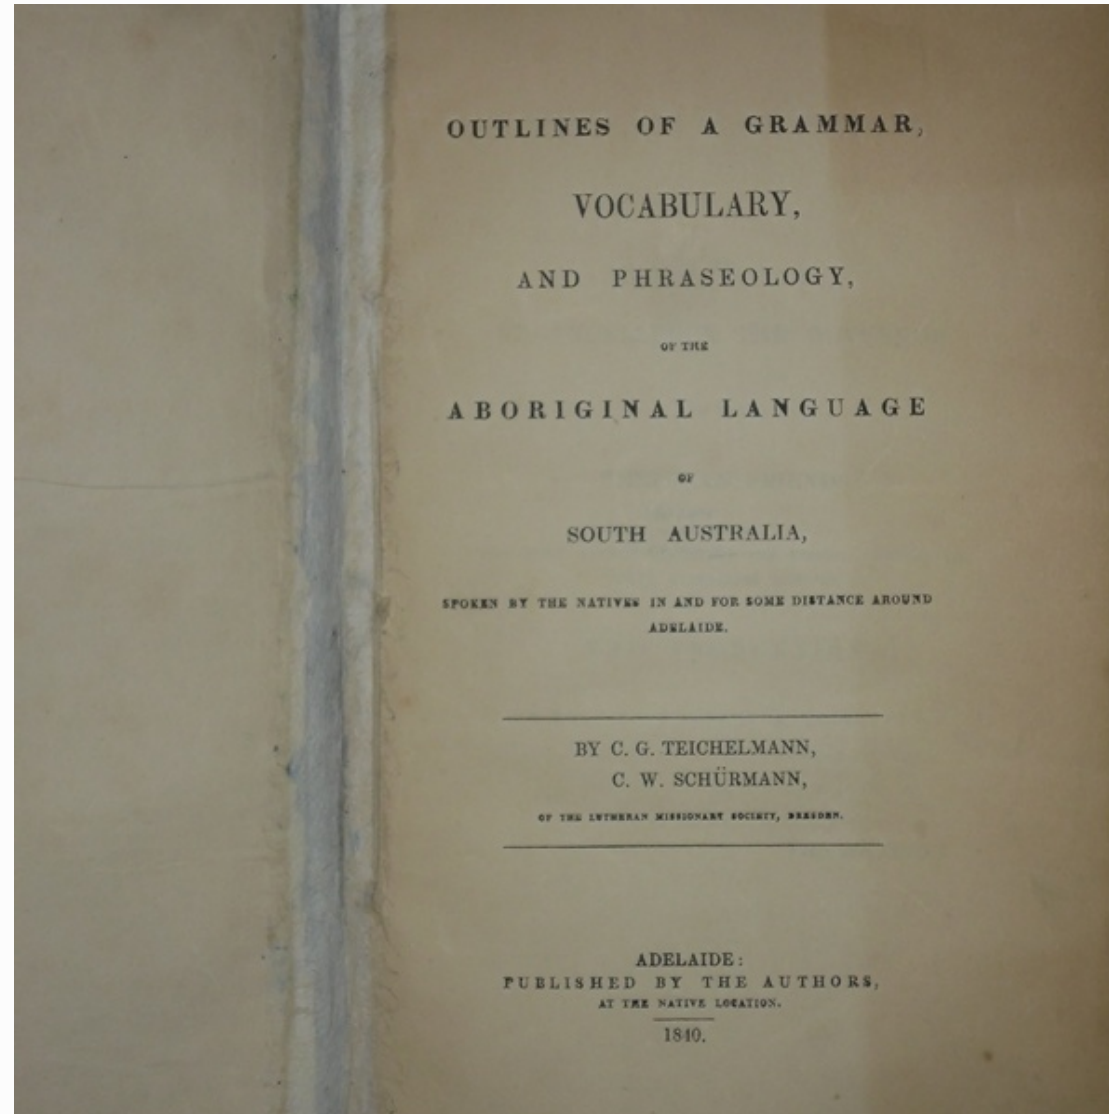 OUTLINES OF A GRAMMAR,
VOCABULARY,
AND PHRASEOLOGY,
OF THE
ABORIGINAL LANGUAGE
OF
SOUTH AUSTRALIA,
SPOKEN BY THE NATIVES IN AND FOR SOME DISTANCE AROUND
ADELAIDE.
BY C. G. TEICHELMANN,
C. W. SCHÜRMANN,
OF THE LUTHERAN MISSIONARY SOCIETY, DRESDEN.
ADELAIDE:
PUBLISHED BY THE AUTHORS,
AT THE NATIVE LOCATION.
1840.